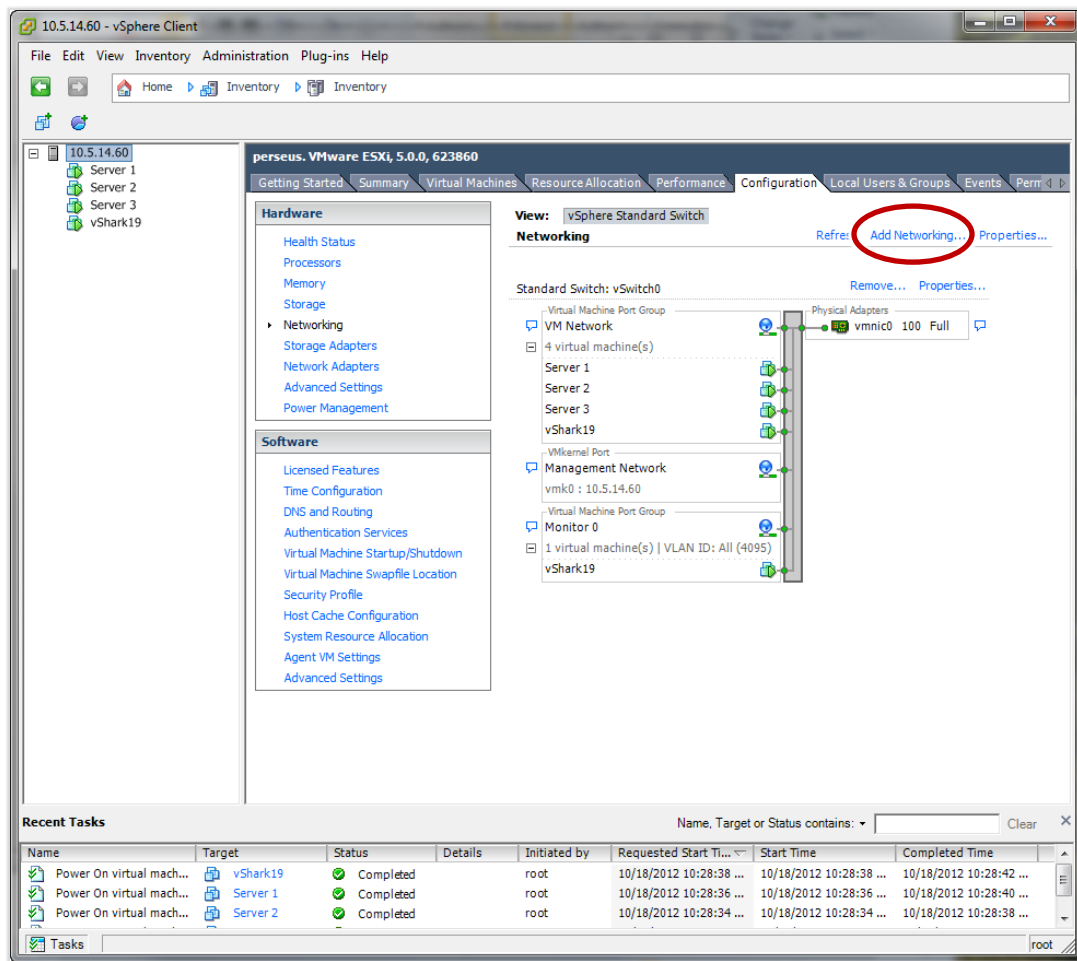 10.5.14.60 - vSphere Client
File Edit View Inventory Administration Plug-ins Help
Home Inventory Inventory
10.5.14.60
Server 1
Server 2
Server 3
vShark19
perseus. VMware ESXi, 5.0.0, 623860
Getting Started Summary Virtual Machines Resource Allocation Performance Configuration Local Users & Groups Events Perm
Hardware
Health Status
Processors
Memory
Storage
Networking
Storage Adapters
Network Adapters
Advanced Settings
Power Management
Software
Licensed Features
Time Configuration
DNS and Routing
Authentication Services
Virtual Machine Startup/Shutdown
Virtual Machine Swapfile Location
Security Profile
Host Cache Configuration
System Resource Allocation
Agent VM Settings
Advanced Settings
View: vSphere Standard Switch
Networking Refres Add Networking... Properties...
Standard Switch: vSwitch0 Remove... Properties...
Virtual Machine Port Group Physical Adapters
VM Network vmnic0 100 Full
4 virtual machine(s)
Server 1
Server 2
Server 3
vShark19
VMkernel Port
Management Network
vmk0 : 10.5.14.60
Virtual Machine Port Group
Monitor 0
1 virtual machine(s) | VLAN ID: All (4095)
vShark19
Recent Tasks Name, Target or Status contains: Clear
Name Target Status Details Initiated by Requested Start Ti... Start Time Completed Time
Power On virtual mach... vShark19 Completed root 10/18/2012 10:28:38 ... 10/18/2012 10:28:38 ... 10/18/2012 10:28:42 ...
Power On virtual mach... Server 1 Completed root 10/18/2012 10:28:36 ... 10/18/2012 10:28:36 ... 10/18/2012 10:28:40 ...
Power On virtual mach... Server 2 Completed root 10/18/2012 10:28:34 ... 10/18/2012 10:28:34 ... 10/18/2012 10:28:38 ...
Tasks root